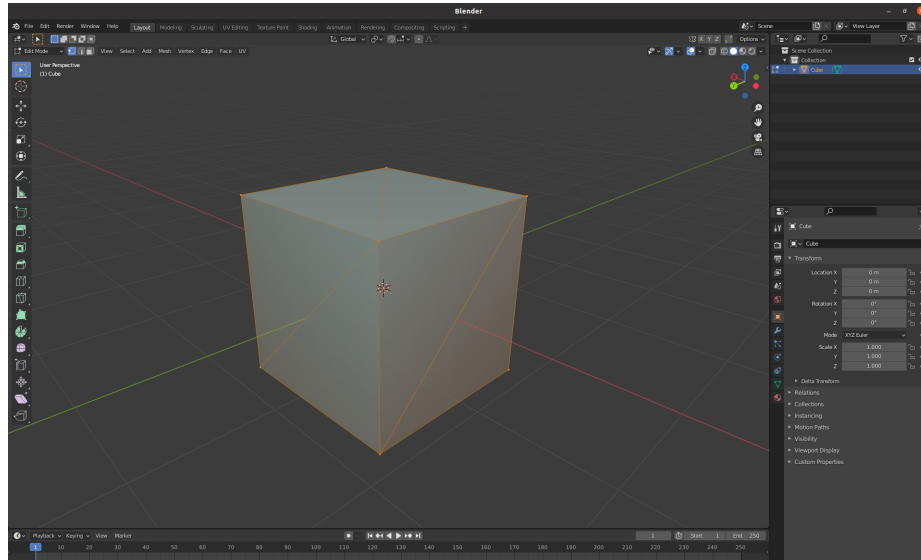 Blender
File Edit Render Window Help Layout Modeling Sculpting UV Editing Texture Paint Shading Animation Rendering Compositing Scripting + Scene View Layer
Global Options
Edit Mode View Select Add Mesh Vertex Edge Face UV
User Perspective
(1) Cube
X Y Z
Scene Collection
Collection
Cube
Cube
Cube
Transform
Location X 0 m
Y 0 m
Z 0 m
Rotation X 0°
Y 0°
Z 0°
Mode XYZ Euler
Scale X 1.000
Y 1.000
Z 1.000
Delta Transform
Relations
Collections
Instancing
Motion Paths
Visibility
Viewport Display
Custom Properties
Playback Keying View Marker 1 Start 1 End 250
1 10 20 30 40 50 60 70 80 90 100 110 120 130 140 150 160 170 180 190 200 210 220 230 240 250